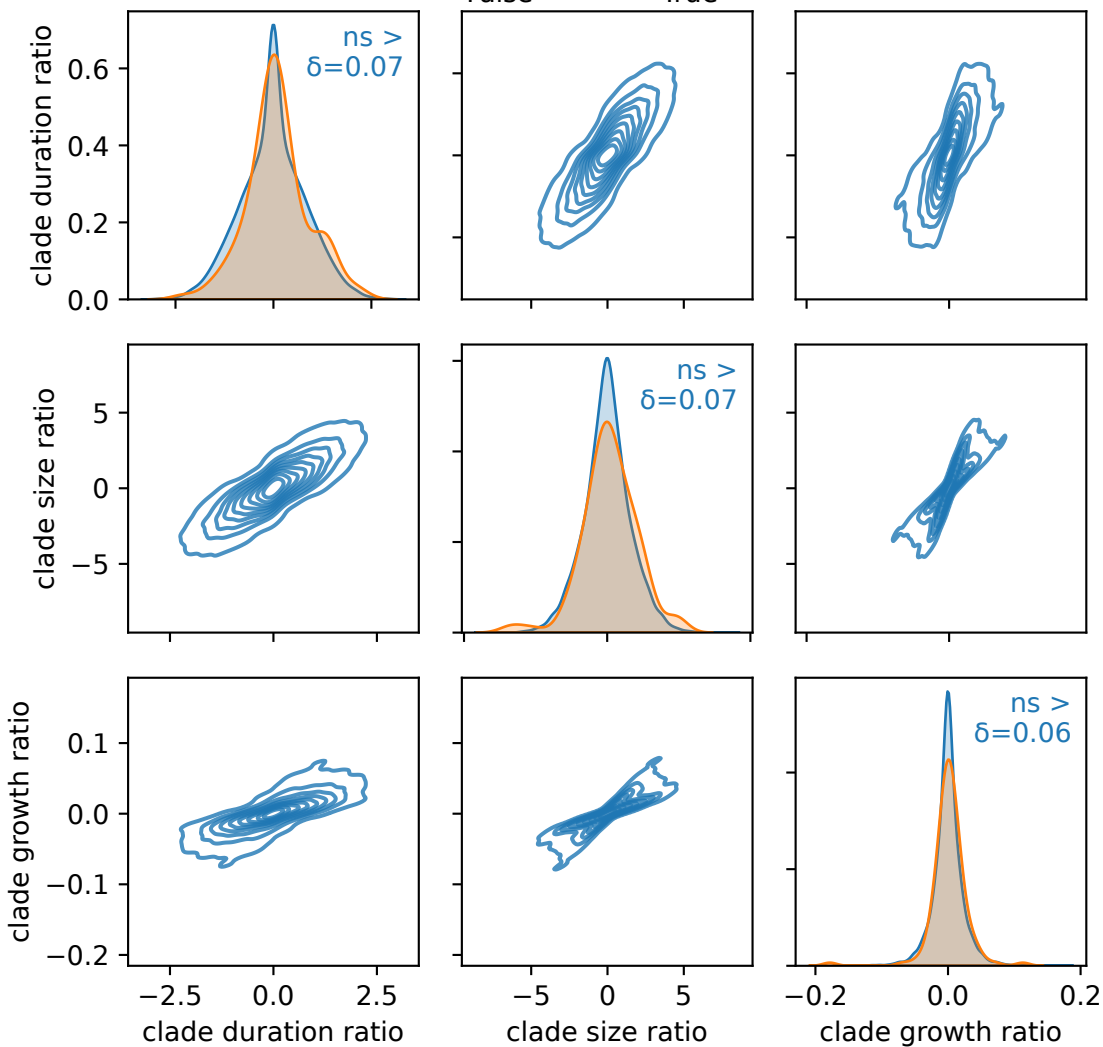 False True
clade duration ratio
0.6
0.4
0.2
0.0
ns >
δ=0.07
clade size ratio
5
0
−5
ns >
δ=0.07
clade growth ratio
0.1
0.0
−0.1
−0.2
ns >
δ=0.06
−2.5 0.0 2.5
−5 0 5
−0.2 0.0 0.2
clade duration ratio
clade size ratio
clade growth ratio